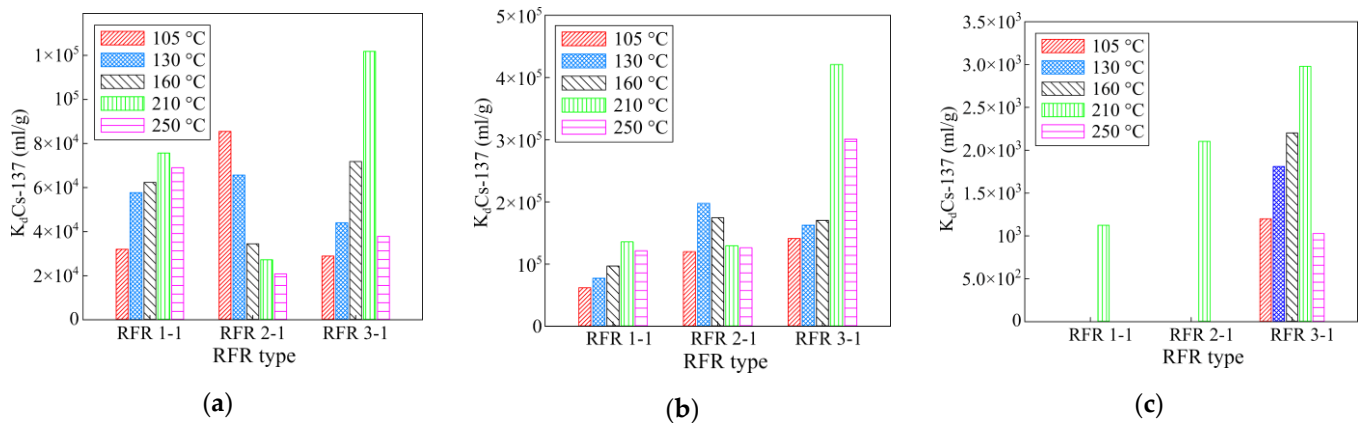 K_dCs-137 (ml/g)
1×10⁵
10⁵
8×10⁴
6×10⁴
4×10⁴
2×10⁴
0
105 °C
130 °C
160 °C
210 °C
250 °C
RFR 1-1 RFR 2-1 RFR 3-1
RFR type
(a)
K_dCs-137 (ml/g)
5×10⁵
4×10⁵
3×10⁵
2×10⁵
10⁵
0
105 °C
130 °C
160 °C
210 °C
250 °C
RFR 1-1 RFR 2-1 RFR 3-1
RFR type
(b)
K_dCs-137 (ml/g)
3.5×10³
3.0×10³
2.5×10³
2.0×10³
1.5×10³
1×10³
5.0×10²
0
105 °C
130 °C
160 °C
210 °C
250 °C
RFR 1-1 RFR 2-1 RFR 3-1
RFR type
(c)